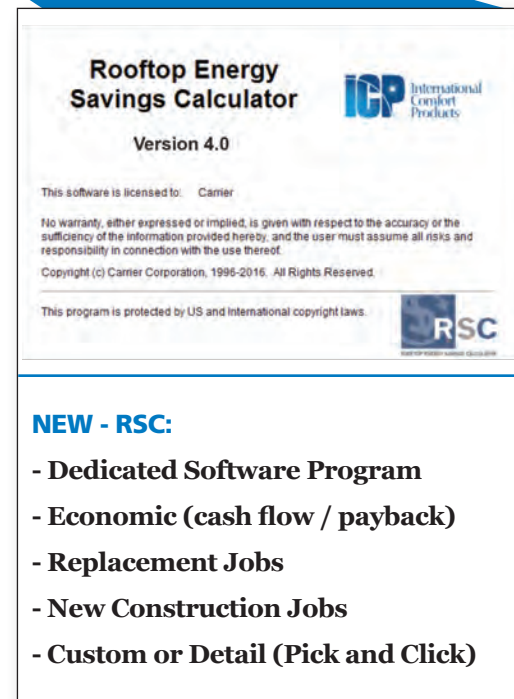 Rooftop Energy
Savings Calculator
Version 4.0
ICP International
Comfort
Products
This software is licensed to: Carrier
No warranty, either expressed or implied, is given with respect to the accuracy or the
sufficiency of the information provided hereby, and the user must assume all risks and
responsibility in connection with the use thereof.
Copyright (c) Carrier Corporation, 1996-2016. All Rights Reserved.
This program is protected by US and International copyright laws.
RSC
NEW - RSC:
- Dedicated Software Program
- Economic (cash flow / payback)
- Replacement Jobs
- New Construction Jobs
- Custom or Detail (Pick and Click)